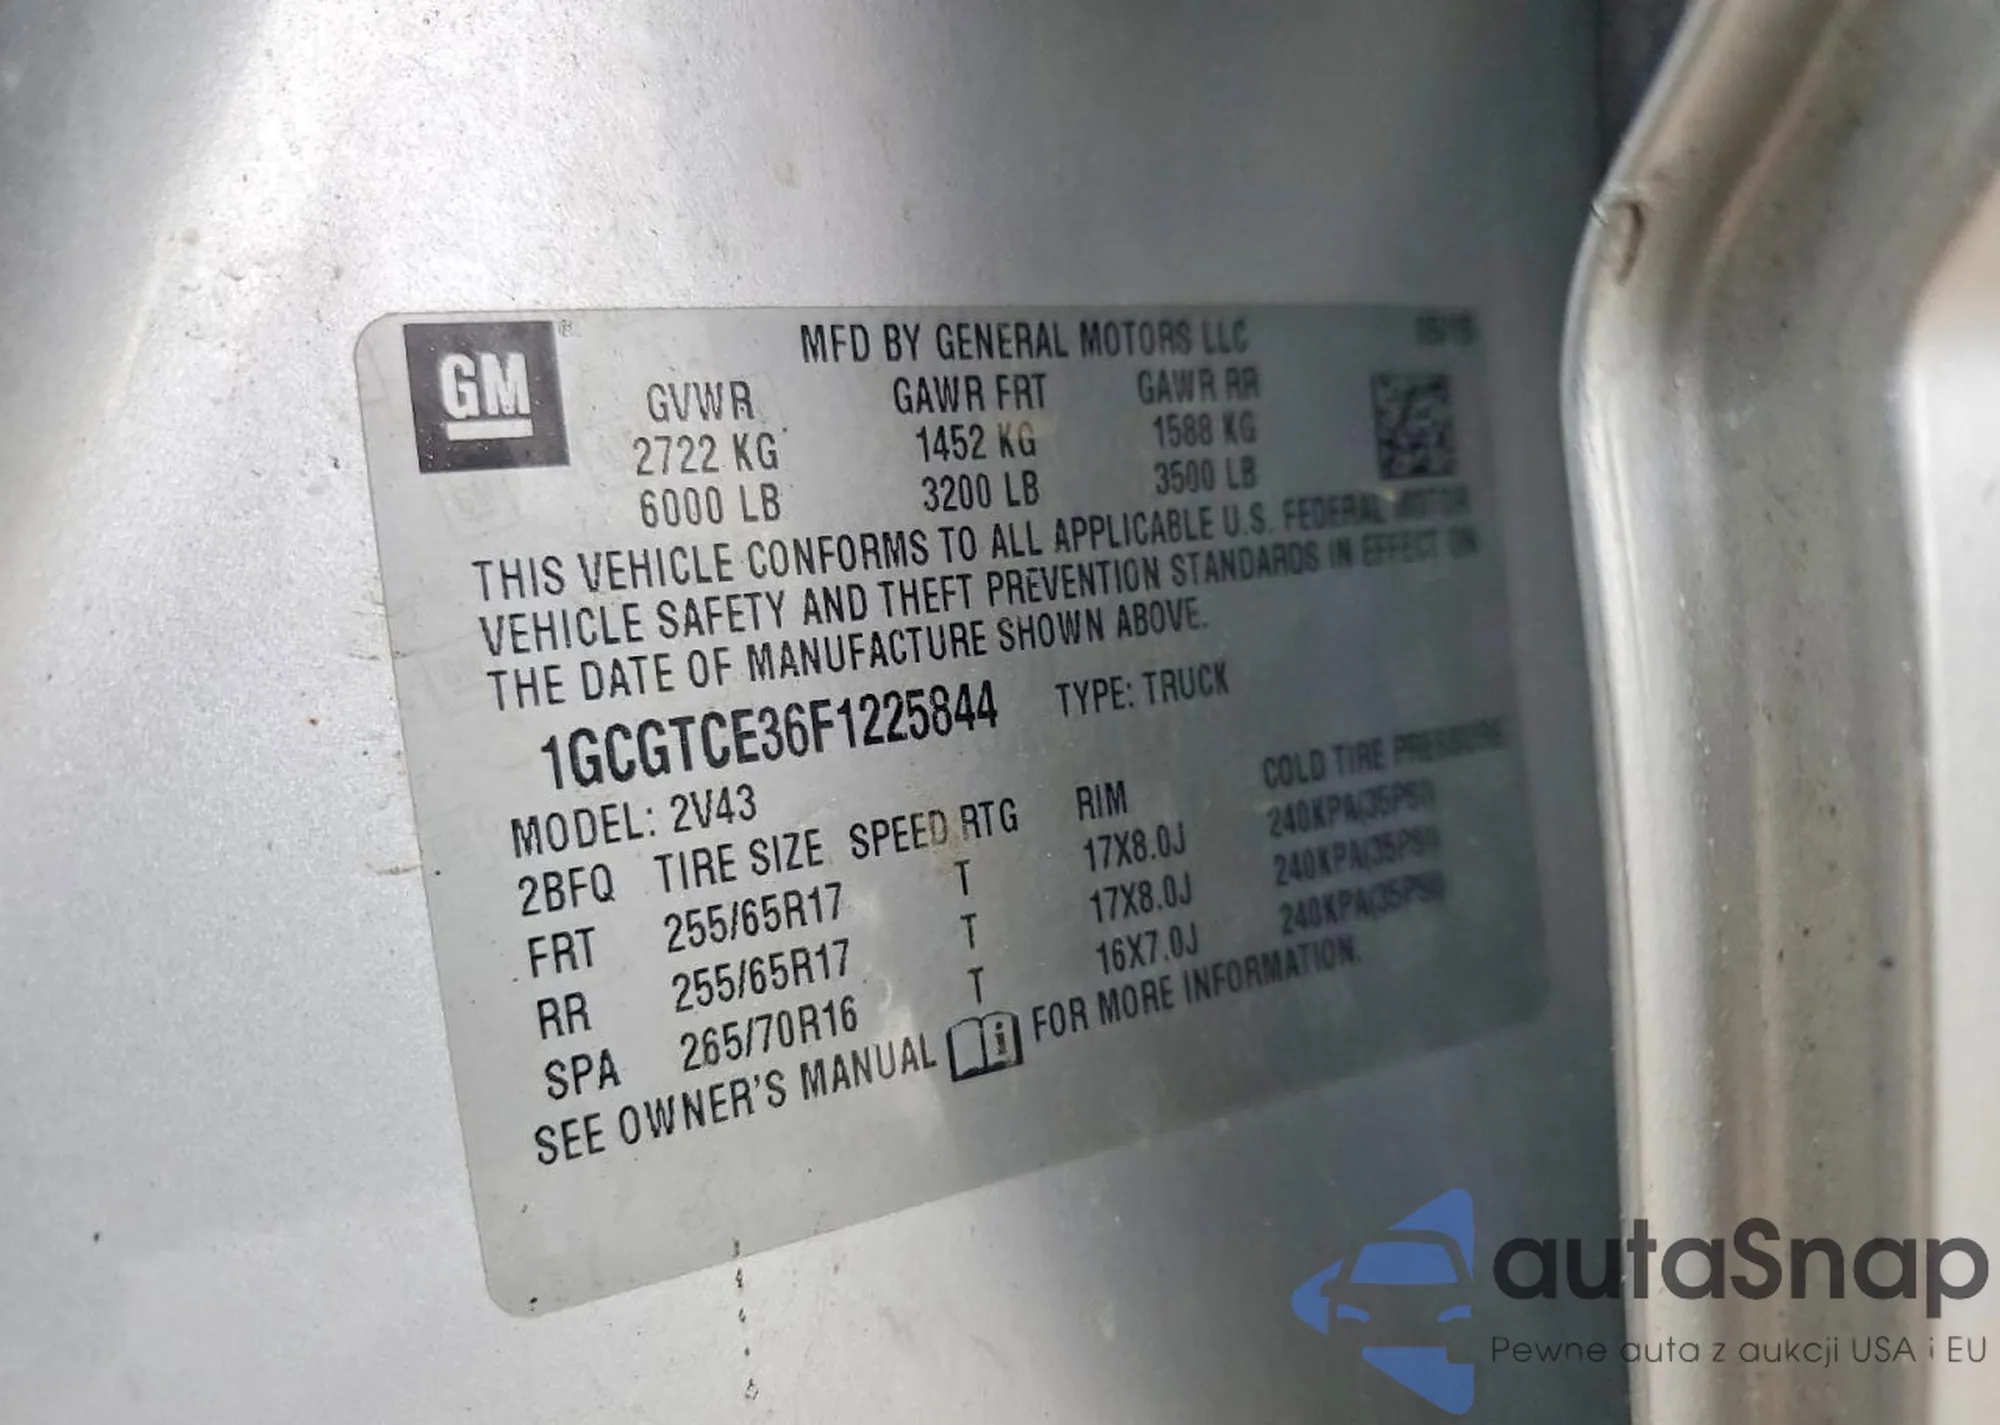 GM ®
MFD BY GENERAL MOTORS LLC
GVWR GAWR FRT GAWR RR
2722 KG 1452 KG 1588 KG
6000 LB 3200 LB 3500 LB
THIS VEHICLE CONFORMS TO ALL APPLICABLE U.S. FEDERAL MOTOR
VEHICLE SAFETY AND THEFT PREVENTION STANDARDS IN EFFECT ON
THE DATE OF MANUFACTURE SHOWN ABOVE.
1GCGTCE36F1225844 TYPE: TRUCK
MODEL: 2V43
2BFQ TIRE SIZE SPEED RTG RIM COLD TIRE PRESSURE
FRT 255/65R17 T 17X8.0J 240KPA(35PSI)
RR 255/65R17 T 17X8.0J 240KPA(35PSI)
SPA 265/70R16 T 16X7.0J 240KPA(35PSI)
SEE OWNER'S MANUAL FOR MORE INFORMATION.
autaSnap
Pewne auta z aukcji USA i EU